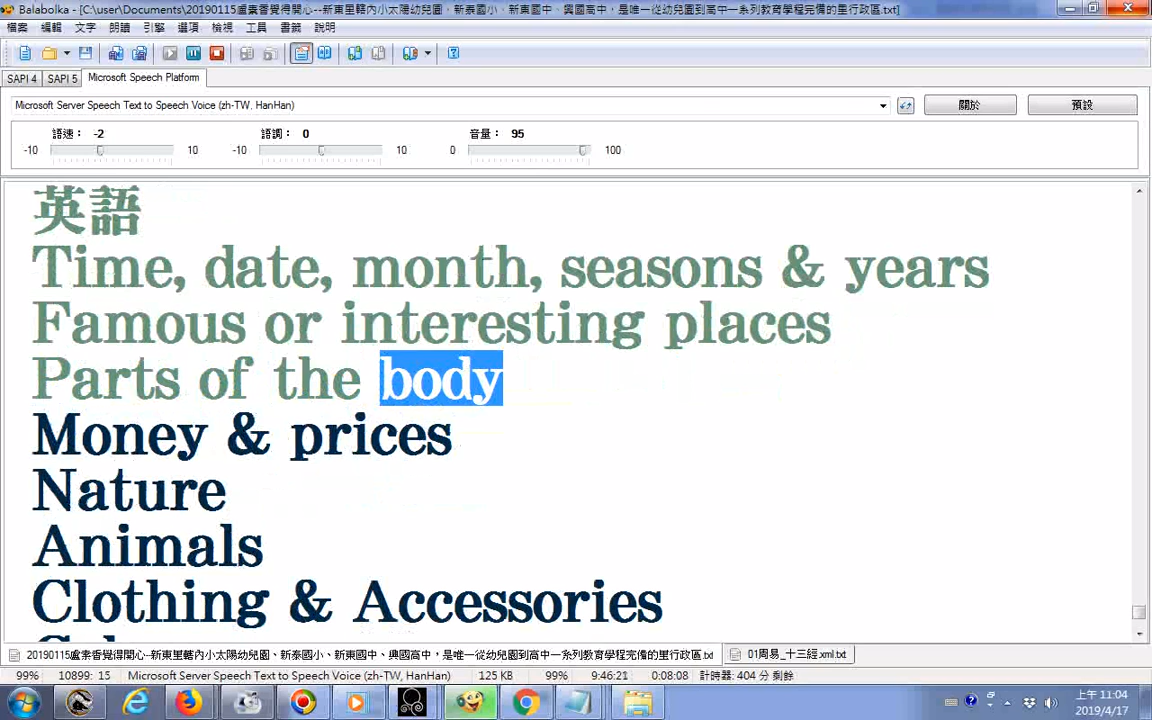 Balabolka - [C:\user\Documents\20190115盧素香覺得開心--新東里轄內小太陽幼兒園、新泰國小、新東國中、興國高中，是唯一從幼兒園到高中一系列教育學程完備的里行政區.txt]
檔案 編輯 文字 朗讀 引擎 選項 檢視 工具 書籤 說明
SAPI 4 SAPI 5 Microsoft Speech Platform
Microsoft Server Speech Text to Speech Voice (zh-TW, HanHan) 關於 預設
語速： -2 語調： 0 音量： 95
-10 10 -10 10 0 100
英語
Time, date, month, seasons & years
Famous or interesting places
Parts of the body
Money & prices
Nature
Animals
Clothing & Accessories
20190115盧素香覺得開心--新東里轄內小太陽幼兒園、新泰國小、新東國中、興國高中，是唯一從幼兒園到高中一系列教育學程完備的里行政區.txt 01周易_十三經.xml.txt
99% 10899: 15 Microsoft Server Speech Text to Speech Voice (zh-TW, HanHan) 125 KB 99% 9:46:21 0:08:08 計時器: 404 分 剩餘
上午 11:04
2019/4/17